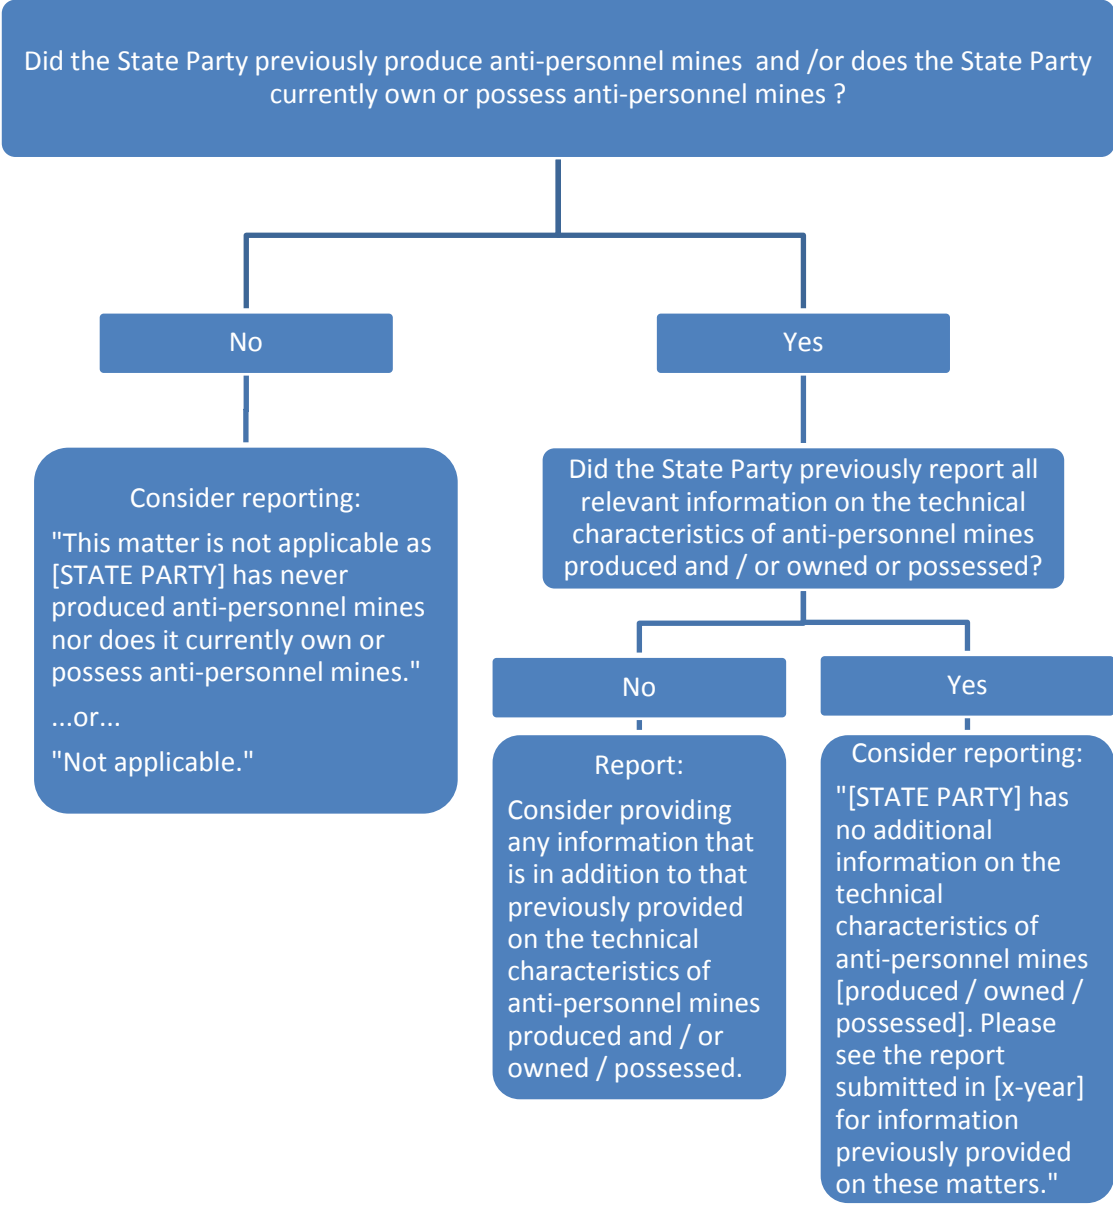 Did the State Party previously produce anti-personnel mines  and /or does the State Party
currently own or possess anti-personnel mines ?
No
Yes
Consider reporting:
"This matter is not applicable as
[STATE PARTY] has never
produced anti-personnel mines
nor does it currently own or
possess anti-personnel mines."
...or...
"Not applicable."
Did the State Party previously report all
relevant information on the technical
characteristics of anti-personnel mines
produced and / or owned or possessed?
No
Yes
Report:
Consider providing
any information that
is in addition to that
previously provided
on the technical
characteristics of
anti-personnel mines
produced and / or
owned / possessed.
Consider reporting:
"[STATE PARTY] has
no additional
information on the
technical
characteristics of
anti-personnel mines
[produced / owned /
possessed]. Please
see the report
submitted in [x-year]
for information
previously provided
on these matters."